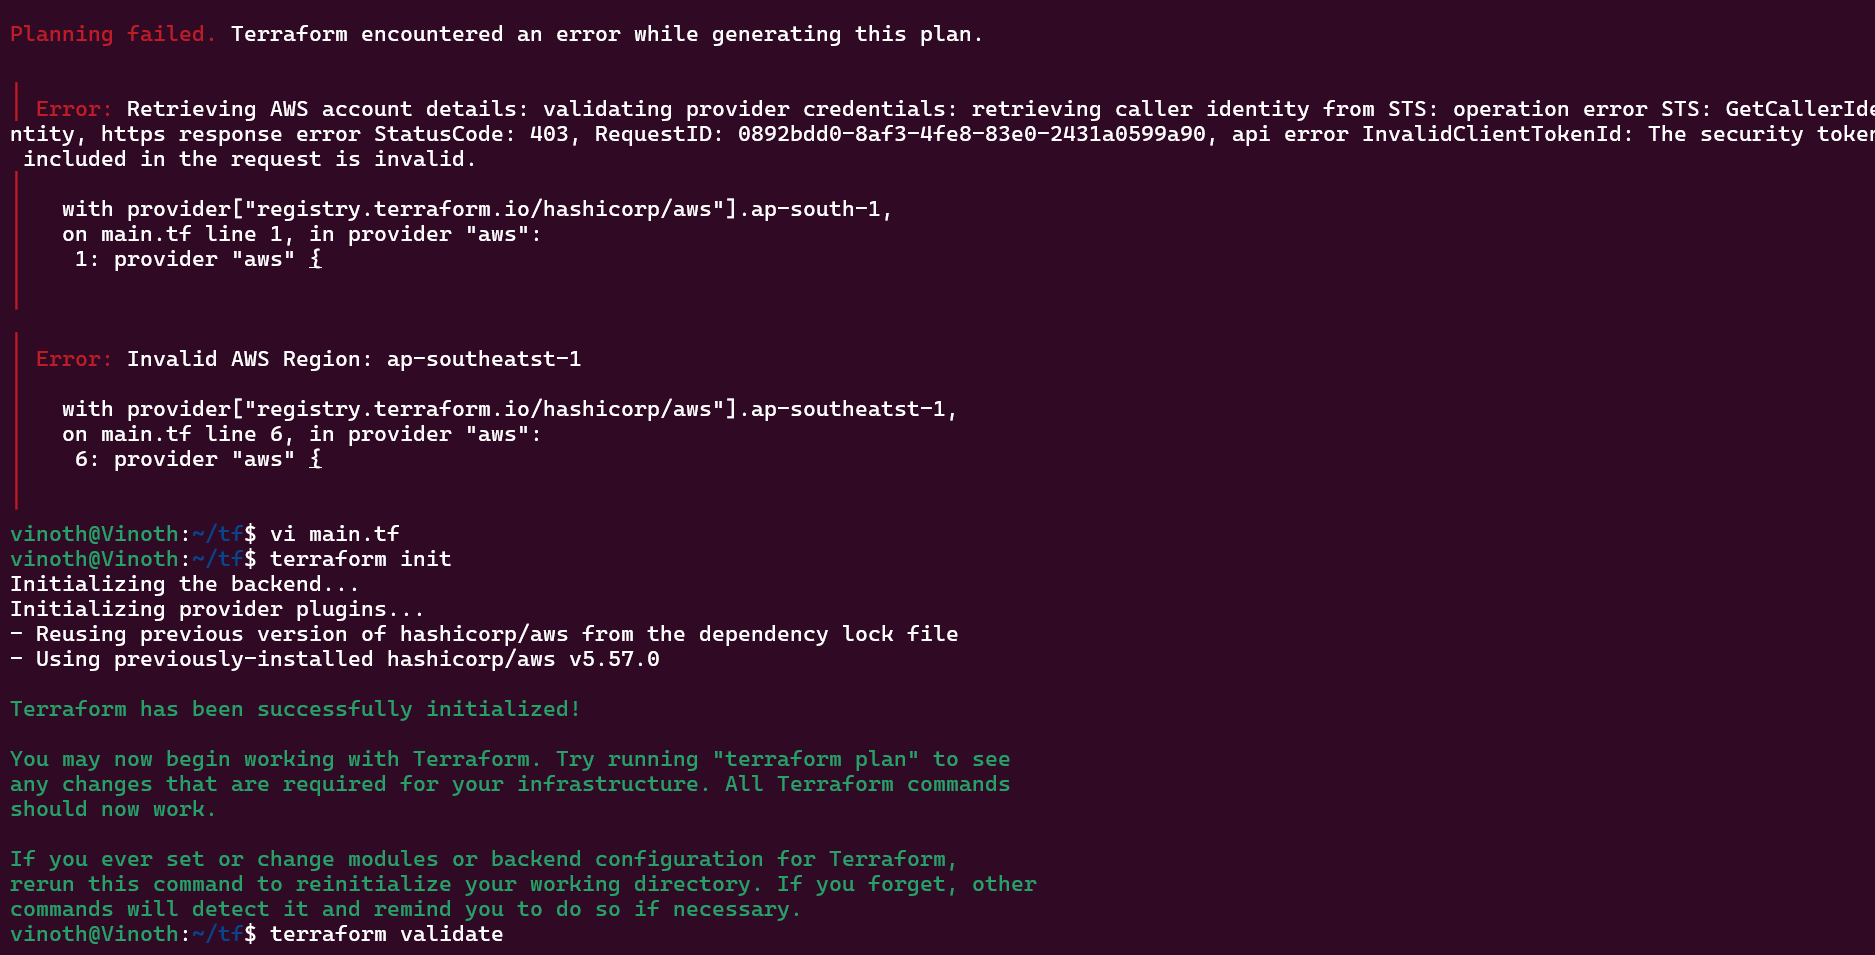 Planning failed. Terraform encountered an error while generating this plan.
Error: Retrieving AWS account details: validating provider credentials: retrieving caller identity from STS: operation error STS: GetCallerIde
ntity, https response error StatusCode: 403, RequestID: 0892bdd0-8af3-4fe8-83e0-2431a0599a90, api error InvalidClientTokenId: The security token
included in the request is invalid.
with provider["registry.terraform.io/hashicorp/aws"].ap-south-1,
on main.tf line 1, in provider "aws":
1: provider "aws" {
Error: Invalid AWS Region: ap-southeatst-1
with provider["registry.terraform.io/hashicorp/aws"].ap-southeatst-1,
on main.tf line 6, in provider "aws":
6: provider "aws" {
vinoth@Vinoth:~/tf$ vi main.tf
vinoth@Vinoth:~/tf$ terraform init
Initializing the backend...
Initializing provider plugins...
- Reusing previous version of hashicorp/aws from the dependency lock file
- Using previously-installed hashicorp/aws v5.57.0
Terraform has been successfully initialized!
You may now begin working with Terraform. Try running "terraform plan" to see
any changes that are required for your infrastructure. All Terraform commands
should now work.
If you ever set or change modules or backend configuration for Terraform,
rerun this command to reinitialize your working directory. If you forget, other
commands will detect it and remind you to do so if necessary.
vinoth@Vinoth:~/tf$ terraform validate